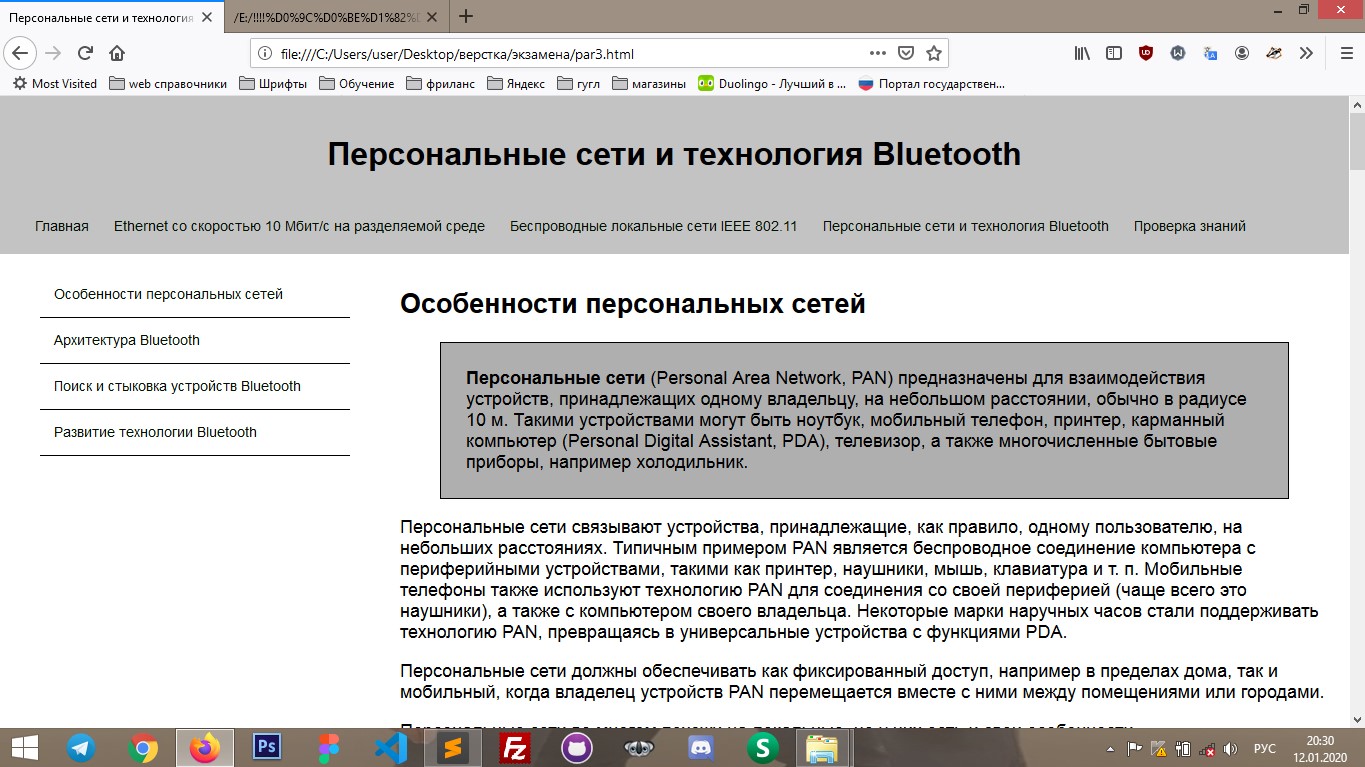 Персональные сети и технология
/E:/!!!!%D0%9C%D0%BE%D1%82%
file:///C:/Users/user/Desktop/верстка/экзамена/par3.html
Most Visited web справочники Шрифты Обучение фриланс Яндекс гугл магазины Duolingo - Лучший в ... Портал государствен...
Персональные сети и технология Bluetooth
Главная Ethernet со скоростью 10 Мбит/с на разделяемой среде Беспроводные локальные сети IEEE 802.11 Персональные сети и технология Bluetooth Проверка знаний
Особенности персональных сетей
Архитектура Bluetooth
Поиск и стыковка устройств Bluetooth
Развитие технологии Bluetooth
Особенности персональных сетей
Персональные сети (Personal Area Network, PAN) предназначены для взаимодействия
устройств, принадлежащих одному владельцу, на небольшом расстоянии, обычно в радиусе
10 м. Такими устройствами могут быть ноутбук, мобильный телефон, принтер, карманный
компьютер (Personal Digital Assistant, PDA), телевизор, а также многочисленные бытовые
приборы, например холодильник.
Персональные сети связывают устройства, принадлежащие, как правило, одному пользователю, на
небольших расстояниях. Типичным примером PAN является беспроводное соединение компьютера с
периферийными устройствами, такими как принтер, наушники, мышь, клавиатура и т. п. Мобильные
телефоны также используют технологию PAN для соединения со своей периферией (чаще всего это
наушники), а также с компьютером своего владельца. Некоторые марки наручных часов стали поддерживать
технологию PAN, превращаясь в универсальные устройства с функциями PDA.
Персональные сети должны обеспечивать как фиксированный доступ, например в пределах дома, так и
мобильный, когда владелец устройств PAN перемещается вместе с ними между помещениями или городами.
Ps
Fz
S
РУС
20:30
12.01.2020